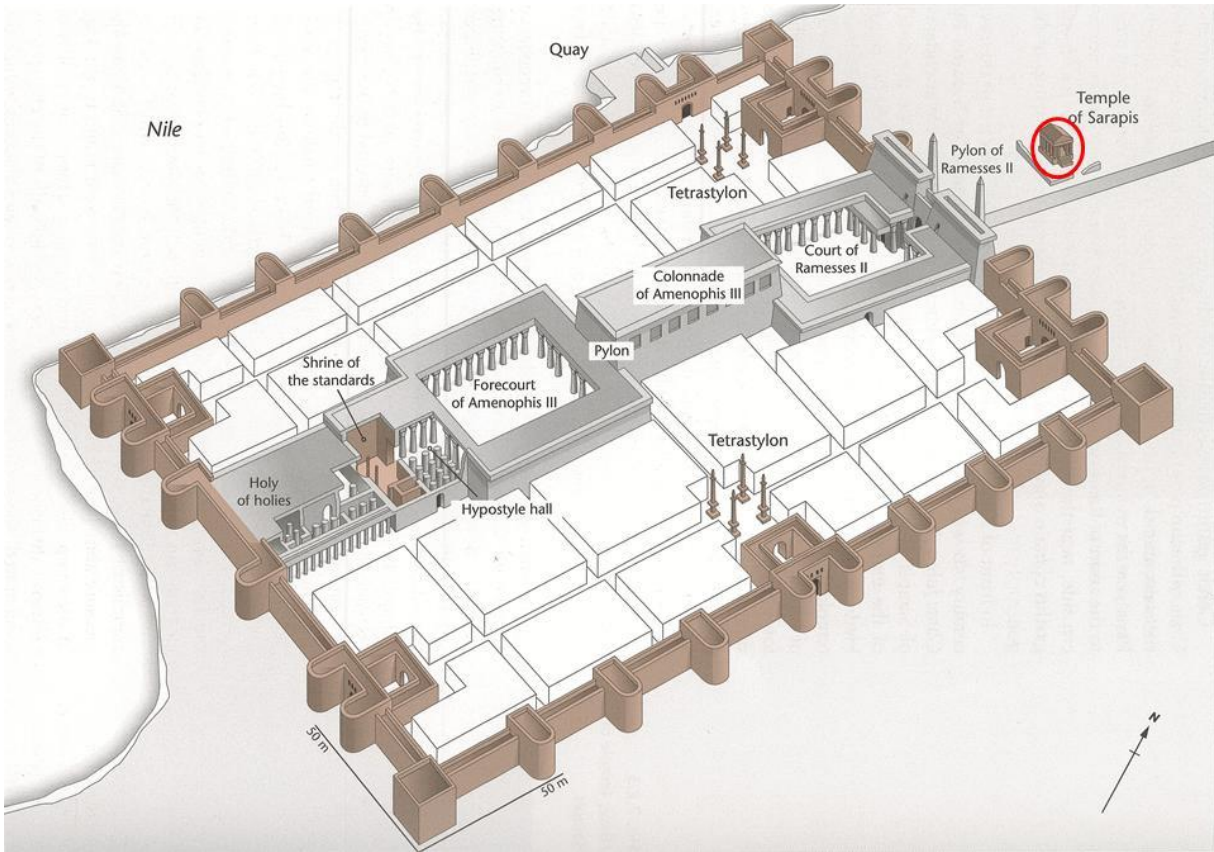 Quay
Nile
Temple
of Sarapis
Pylon of
Ramesses II
Tetrastylon
Court of
Ramesses II
Colonnade
of Amenophis III
Pylon
Shrine of
the standards
Forecourt
of Amenophis III
Tetrastylon
Holy
of holies
Hypostyle hall
N
50 m
50 m